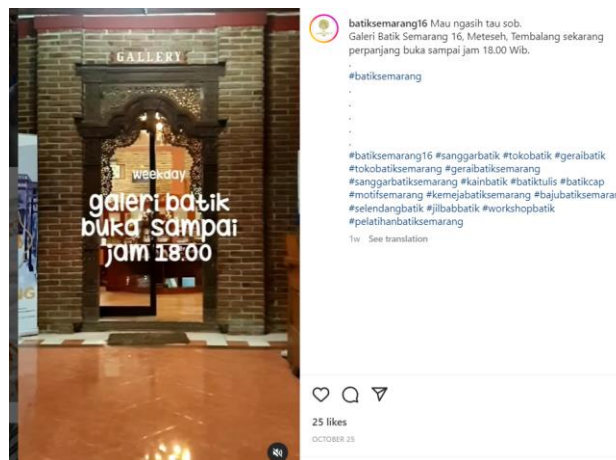 GALLERY
weekday
galeri batik
buka sampai
jam 18.00
batiksemarang16 Mau ngasih tau sob.
Galeri Batik Semarang 16, Meteseh, Tembalang sekarang
perpanjang buka sampai jam 18.00 Wib.
.
#batiksemarang
.
.
.
.
.
#batiksemarang16 #sanggarbatik #tokobatik #geraibatik
#tokobatiksemarang #geraibatiksemarang
#sanggarbatiksemarang #kainbatik #batiktulis #batikcap
#motifsemarang #kemejabatiksemarang #bajubatiksemaran
#selendangbatik #jilbabbatik #workshopbatik
#pelatihanbatiksemarang
1w See translation
25 likes
OCTOBER 25